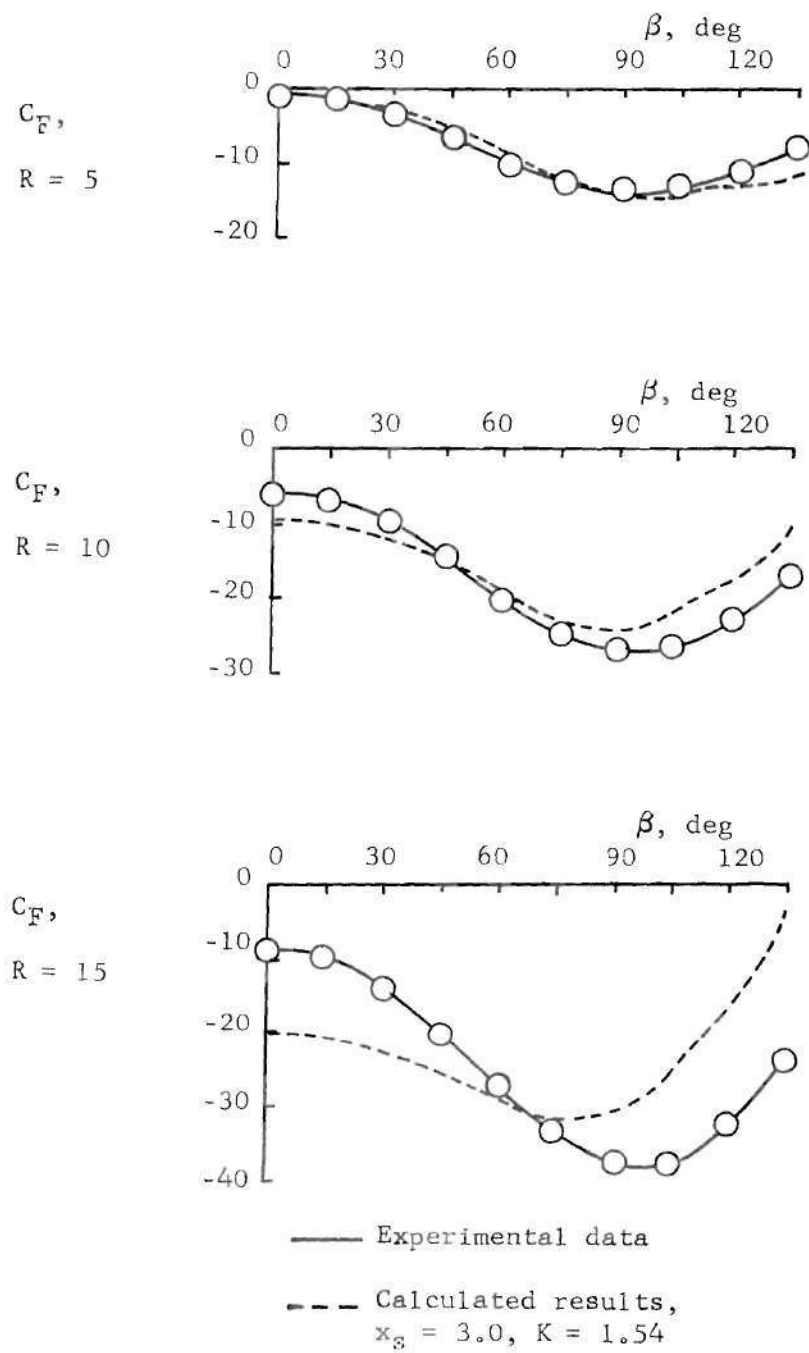 β, deg
0 30 60 90 120
0
C_F,
-10
R = 5
-20
β, deg
0 30 60 90 120
0
C_F,
-10
R = 10
-20
-30
β, deg
0 30 60 90 120
0
C_F,
-10
R = 15
-20
-30
-40
Experimental data
Calculated results,
x_s = 3.0, K = 1.54